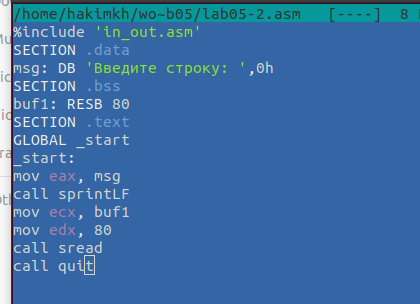 /home/hakimkh/wo~b05/lab05-2.asm [----] 8
%include 'in_out.asm'
SECTION .data
msg: DB 'Введите строку: ',0h
SECTION .bss
buf1: RESB 80
SECTION .text
GLOBAL _start
_start:
mov eax, msg
call sprintLF
mov ecx, buf1
mov edx, 80
call sread
call quit